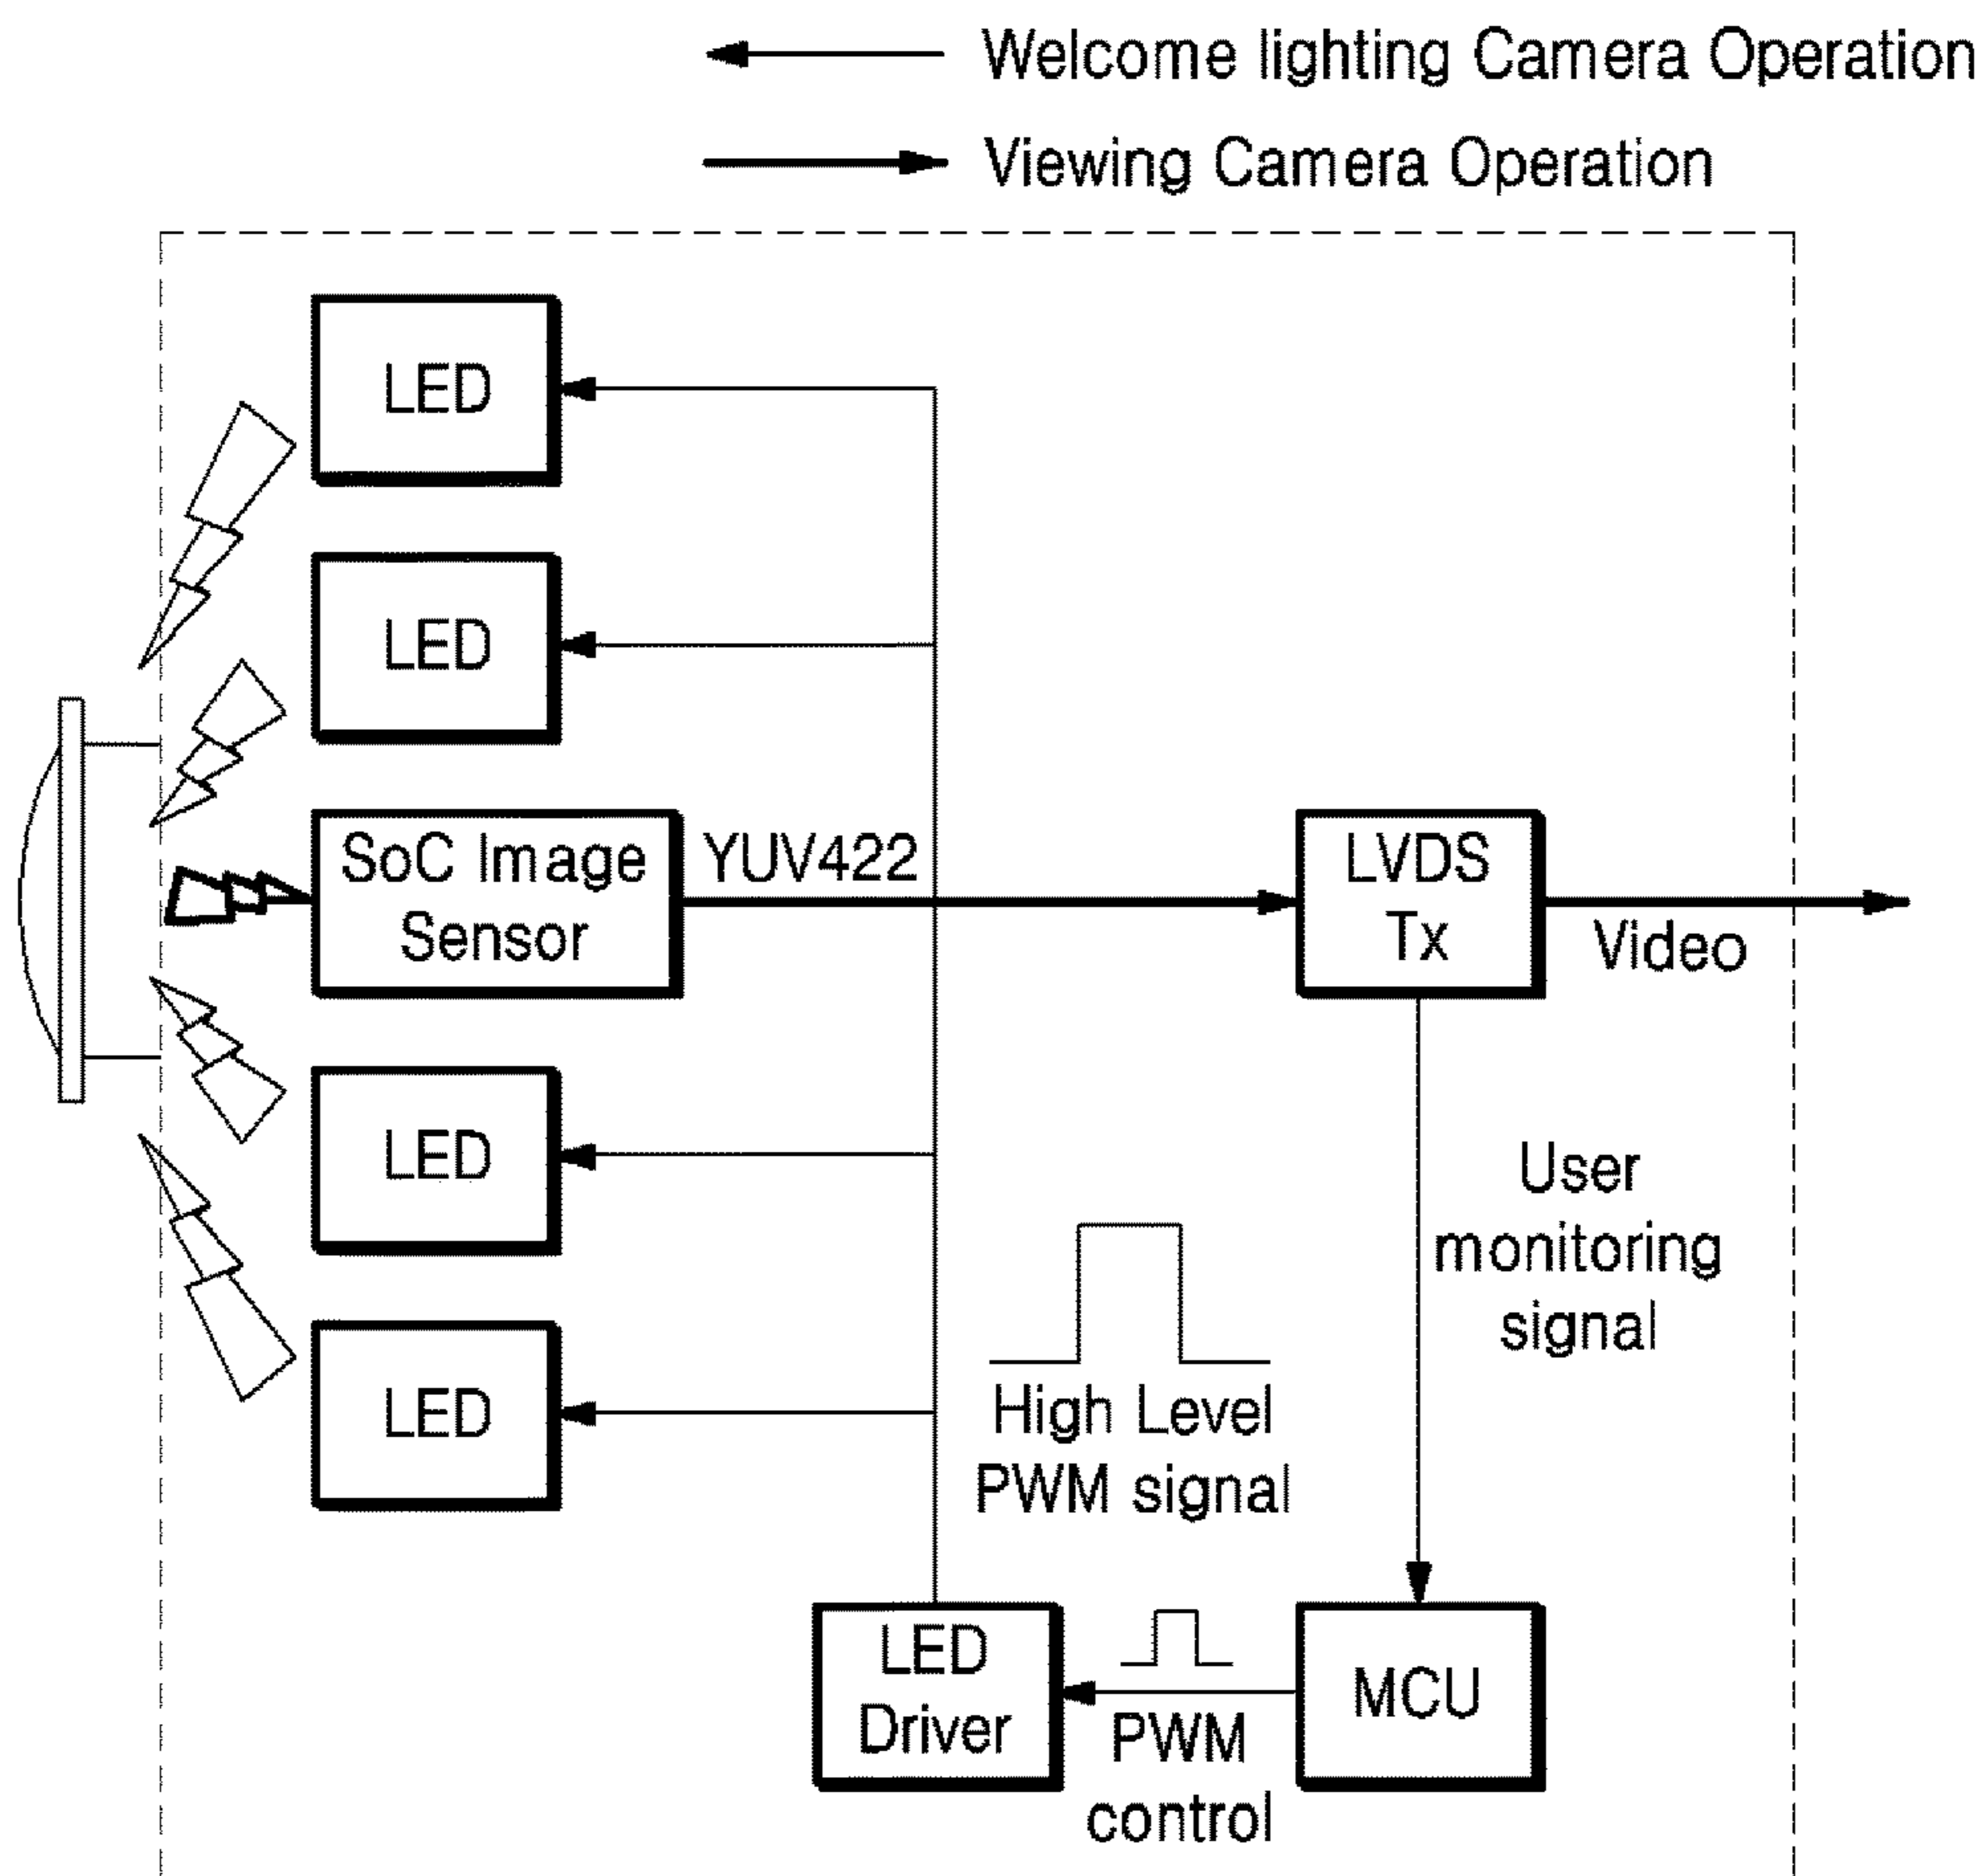 Welcome lighting Camera Operation
Viewing Camera Operation
LED
LED
SoC Image
Sensor
YUV422
LVDS
Tx
Video
LED
User
monitoring
signal
LED
High Level
PWM signal
LED
Driver
PWM
control
MCU